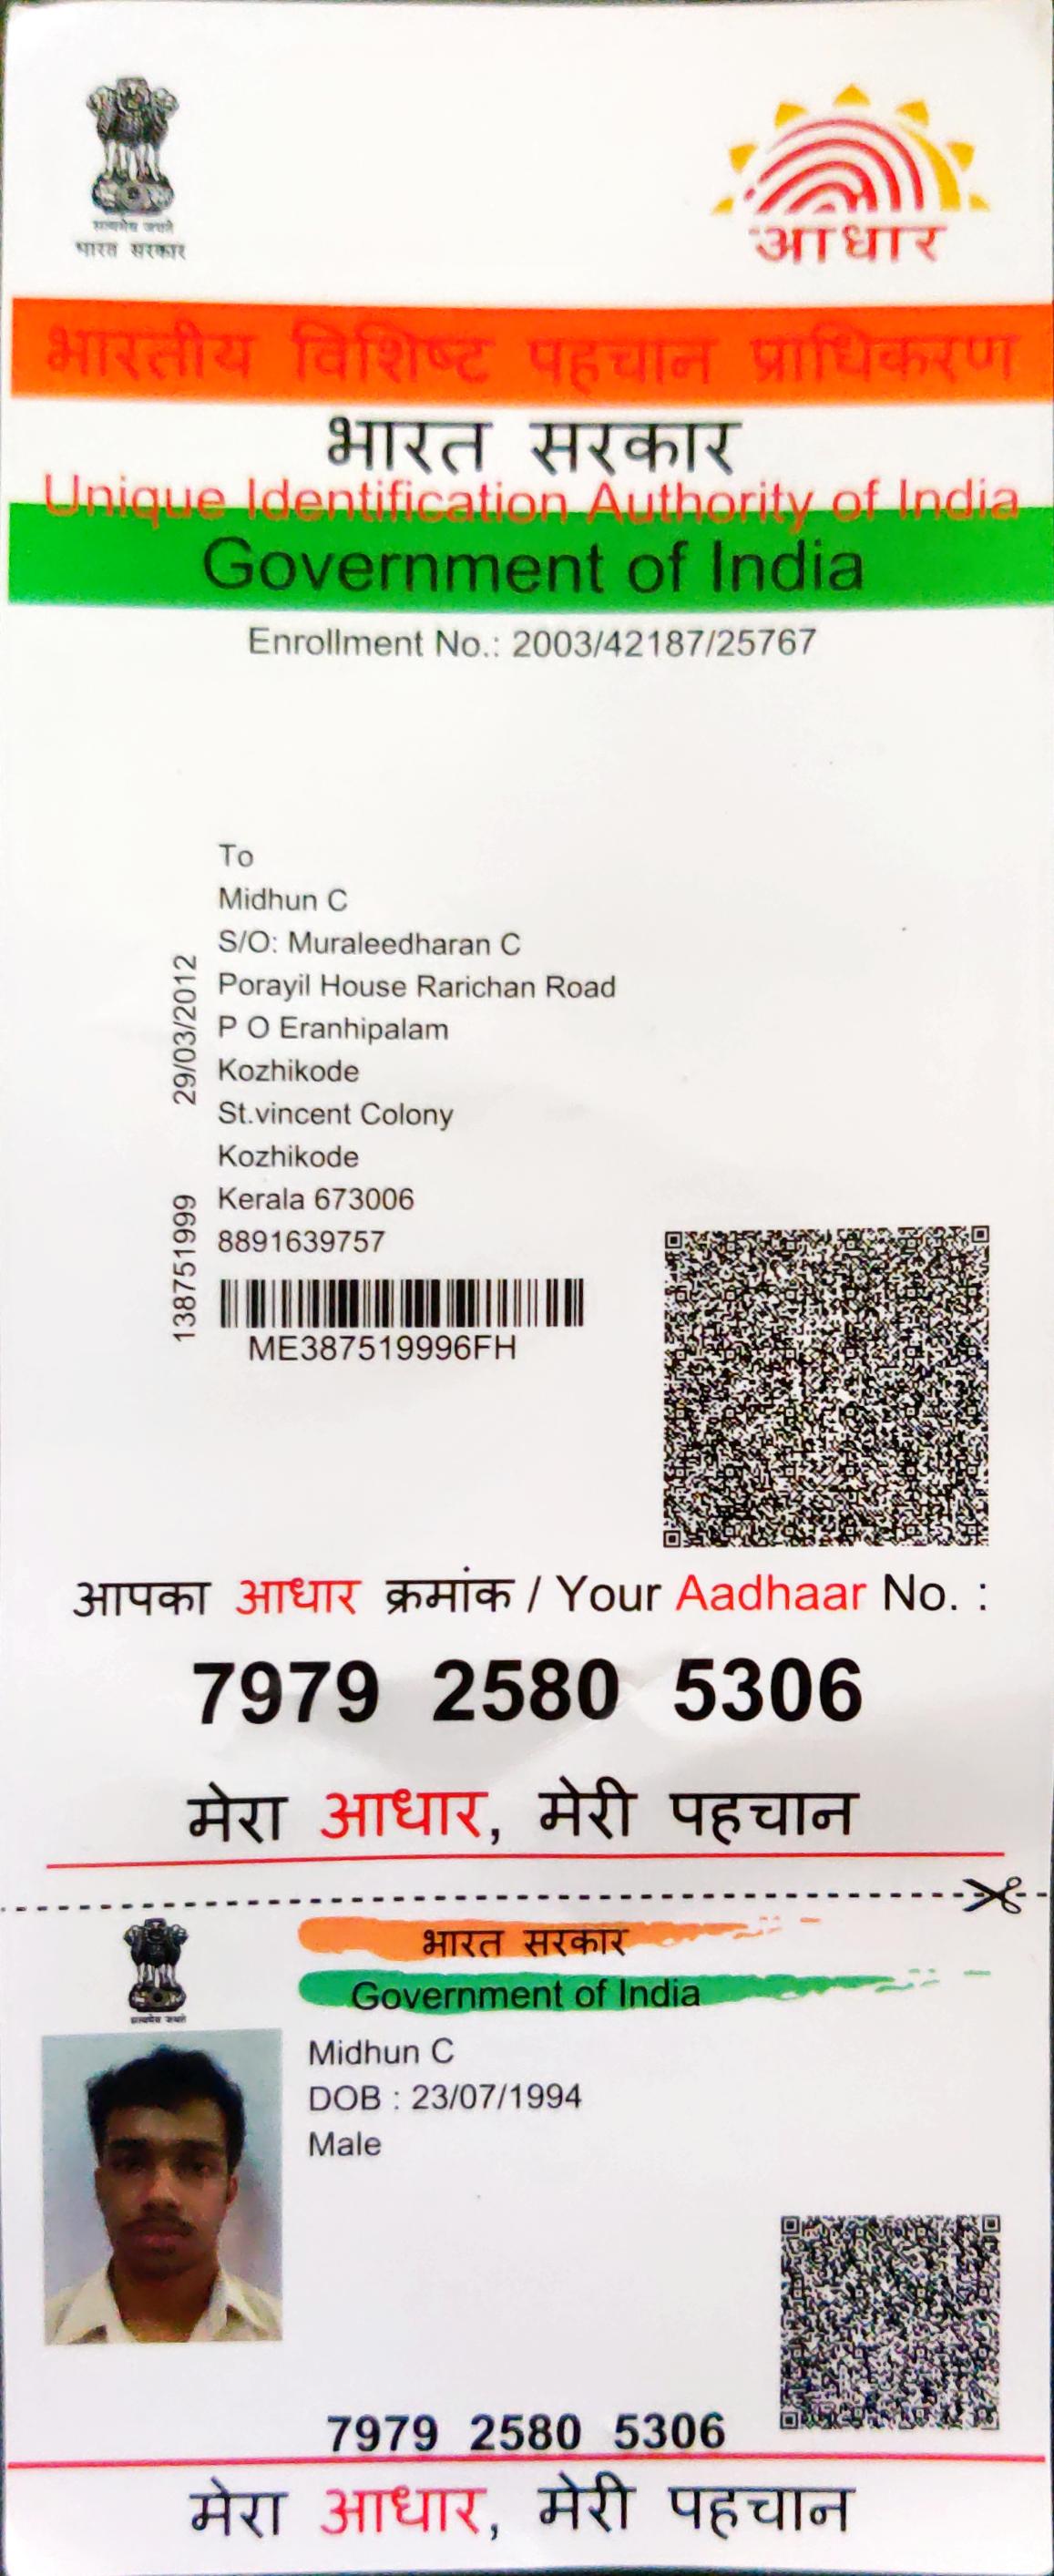 सत्यमेव जयते
भारत सरकार
आधार
भारतीय विशिष्ट पहचान प्राधिकरण
भारत सरकार
Unique Identification Authority of India
Government of India
Enrollment No.: 2003/42187/25767
To
Midhun C
S/O: Muraleedharan C
Porayil House Rarichan Road
P O Eranhipalam
Kozhikode
St.vincent Colony
Kozhikode
Kerala 673006
8891639757
29/03/2012
138751999
ME387519996FH
आपका आधार क्रमांक / Your Aadhaar No. :
7979 2580 5306
मेरा आधार, मेरी पहचान
भारत सरकार
Government of India
सत्यमेव जयते
Midhun C
DOB : 23/07/1994
Male
7979 2580 5306
मेरा आधार, मेरी पहचान